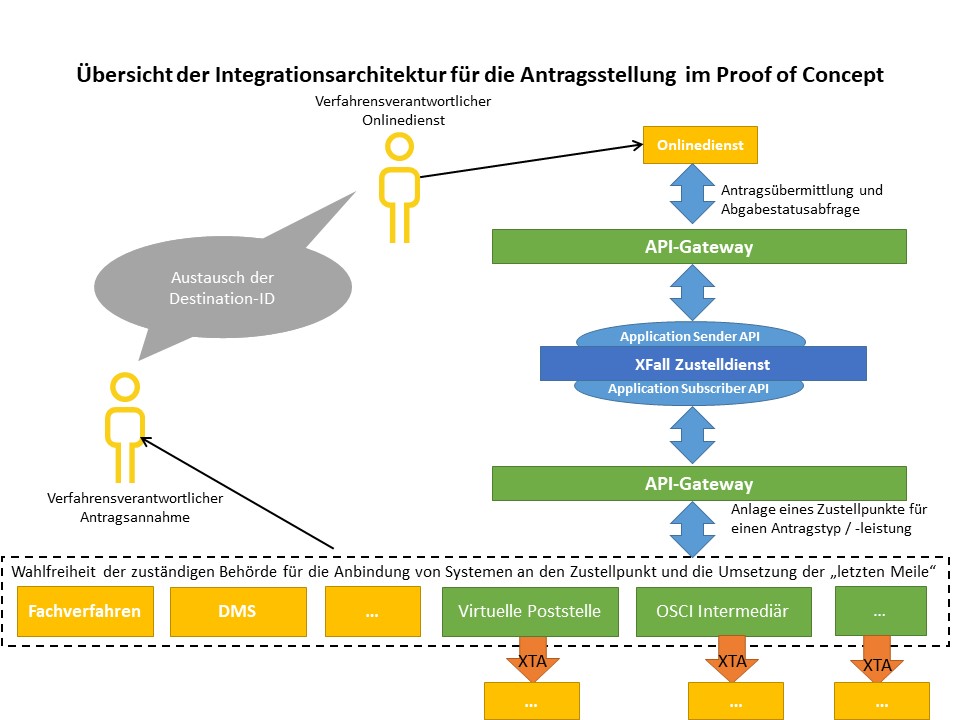 Übersicht der Integrationsarchitektur für die Antragsstellung im Proof of Concept
Verfahrensverantwortlicher
Onlinedienst
Onlinedienst
Antragsübermittlung und
Abgabestatusabfrage
API-Gateway
Austausch der
Destination-ID
Application Sender API
XFall Zustelldienst
Application Subscriber API
API-Gateway
Verfahrensverantwortlicher
Antragsannahme
Anlage eines Zustellpunkte für
einen Antragstyp / -leistung
Wahlfreiheit der zuständigen Behörde für die Anbindung von Systemen an den Zustellpunkt und die Umsetzung der „letzten Meile“
Fachverfahren
DMS
...
Virtuelle Poststelle
OSCI Intermediär
...
XTA
XTA
XTA
...
...
...